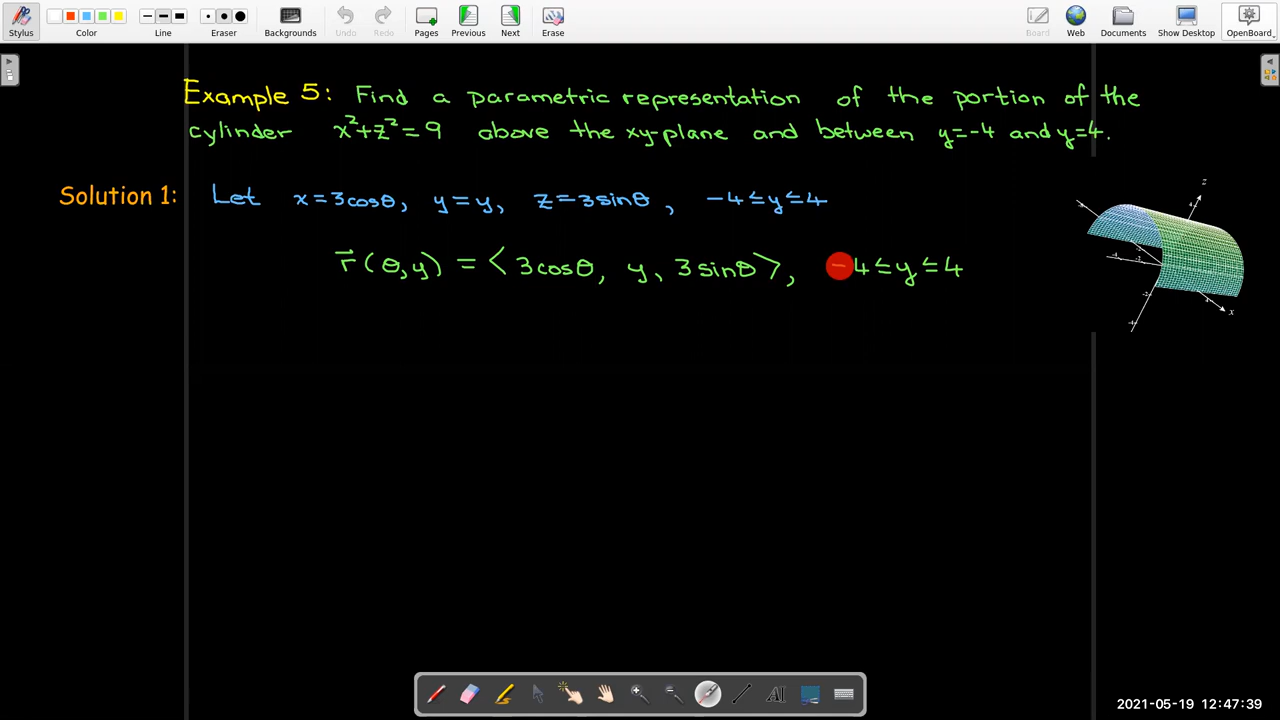 Stylus Color Line Eraser Backgrounds Undo Redo Pages Previous Next Erase Board Web Documents Show Desktop OpenBoard
Example 5: Find a parametric representation of the portion of the
cylinder x²+z²=9 above the xy-plane and between y=-4 and y=4.
Solution 1: Let x=3cosθ, y=y, z=3sinθ, -4≤y≤4
r⃗(θ,y) = <3cosθ, y, 3sinθ>, -4≤y≤4
z
x
AI
2021-05-19 12:47:39